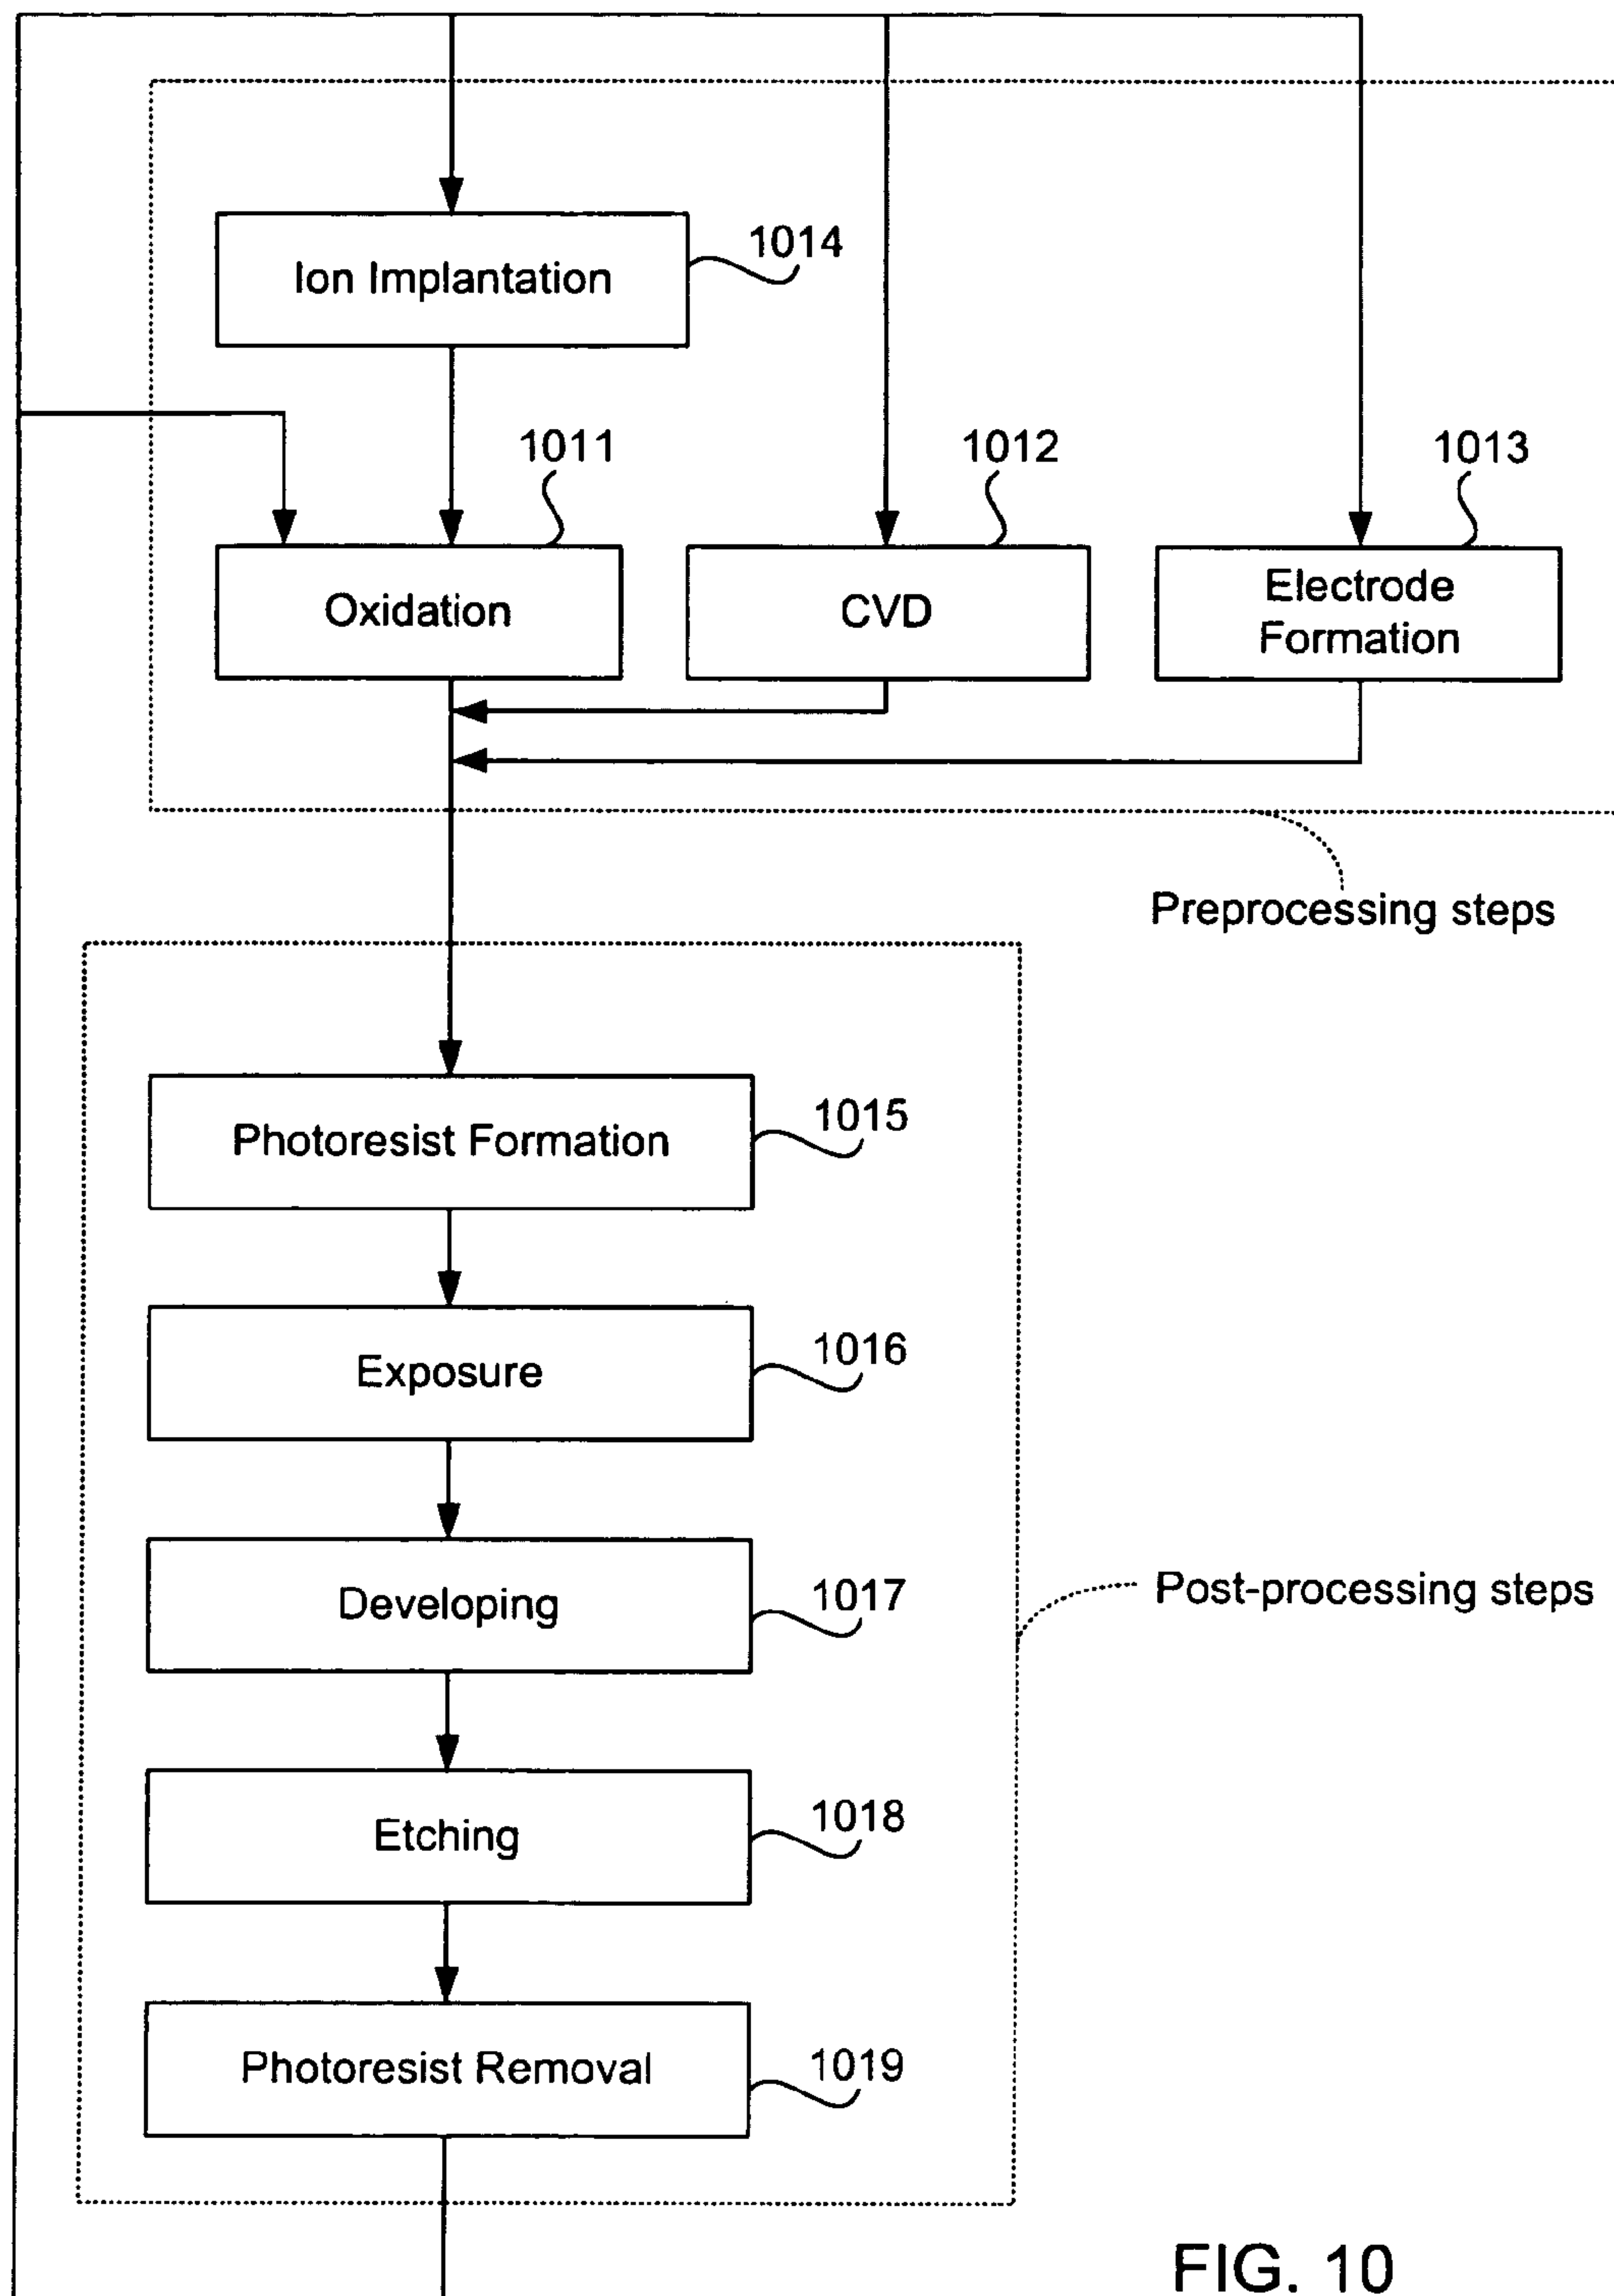 1014
Ion Implantation
1011
1012
1013
Oxidation
CVD
Electrode
Formation
Preprocessing steps
1015
Photoresist Formation
1016
Exposure
1017
Developing
Post-processing steps
1018
Etching
1019
Photoresist Removal
FIG. 10